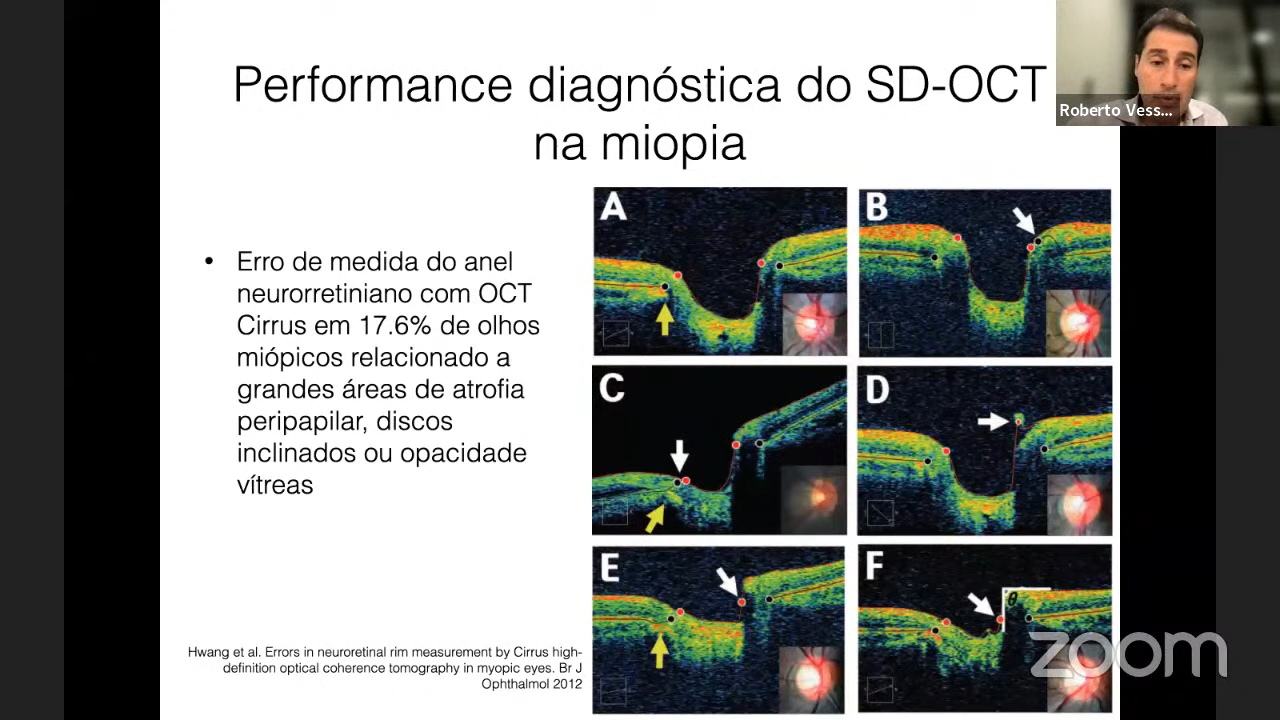 Performance diagnóstica do SD-OCT
na miopia
Roberto Vess...
• Erro de medida do anel
neurorretiniano com OCT
Cirrus em 17.6% de olhos
miópicos relacionado a
grandes áreas de atrofia
peripapilar, discos
inclinados ou opacidade
vítreas
A
B
C
D
E
F
θ
Hwang et al. Errors in neuroretinal rim measurement by Cirrus high-
definition optical coherence tomography in myopic eyes. Br J
Ophthalmol 2012
zoom